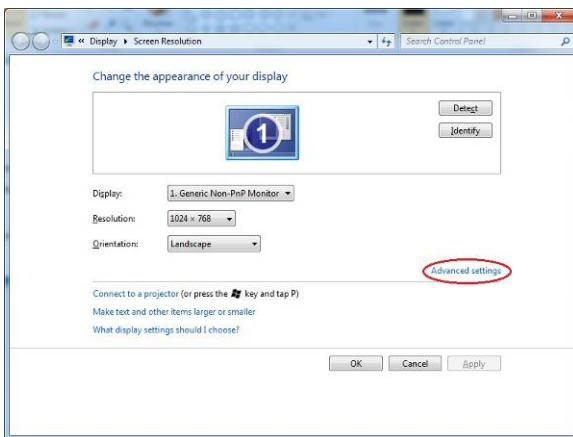 « Display ▸ Screen Resolution
Search Control Panel
Change the appearance of your display
1
Detect
Identify
Display: 1. Generic Non-PnP Monitor
Resolution: 1024 × 768
Orientation: Landscape
Advanced settings
Connect to a projector (or press the key and tap P)
Make text and other items larger or smaller
What display settings should I choose?
OK Cancel Apply